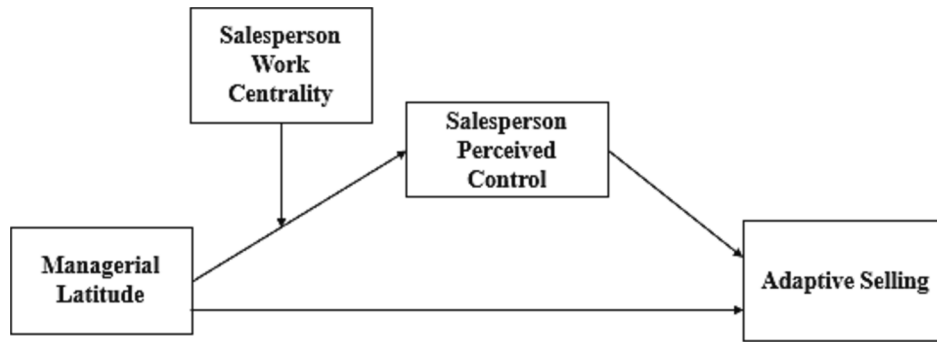 Salesperson
Work
Centrality
Salesperson
Perceived
Control
Managerial
Latitude
Adaptive Selling